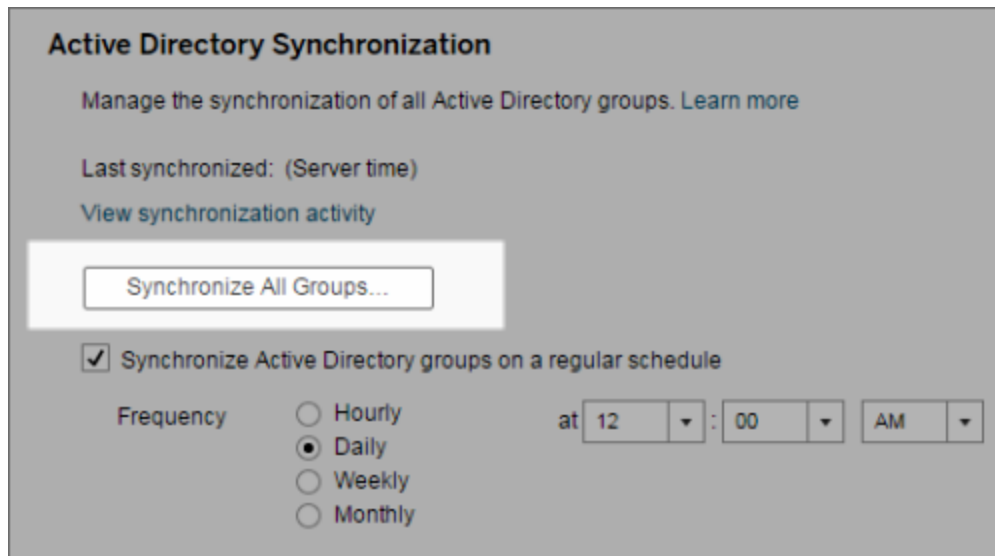 Active Directory Synchronization
Manage the synchronization of all Active Directory groups. Learn more
Last synchronized: (Server time)
View synchronization activity
Synchronize All Groups...
Synchronize Active Directory groups on a regular schedule
Frequency Hourly at 12 : 00 AM
Daily
Weekly
Monthly